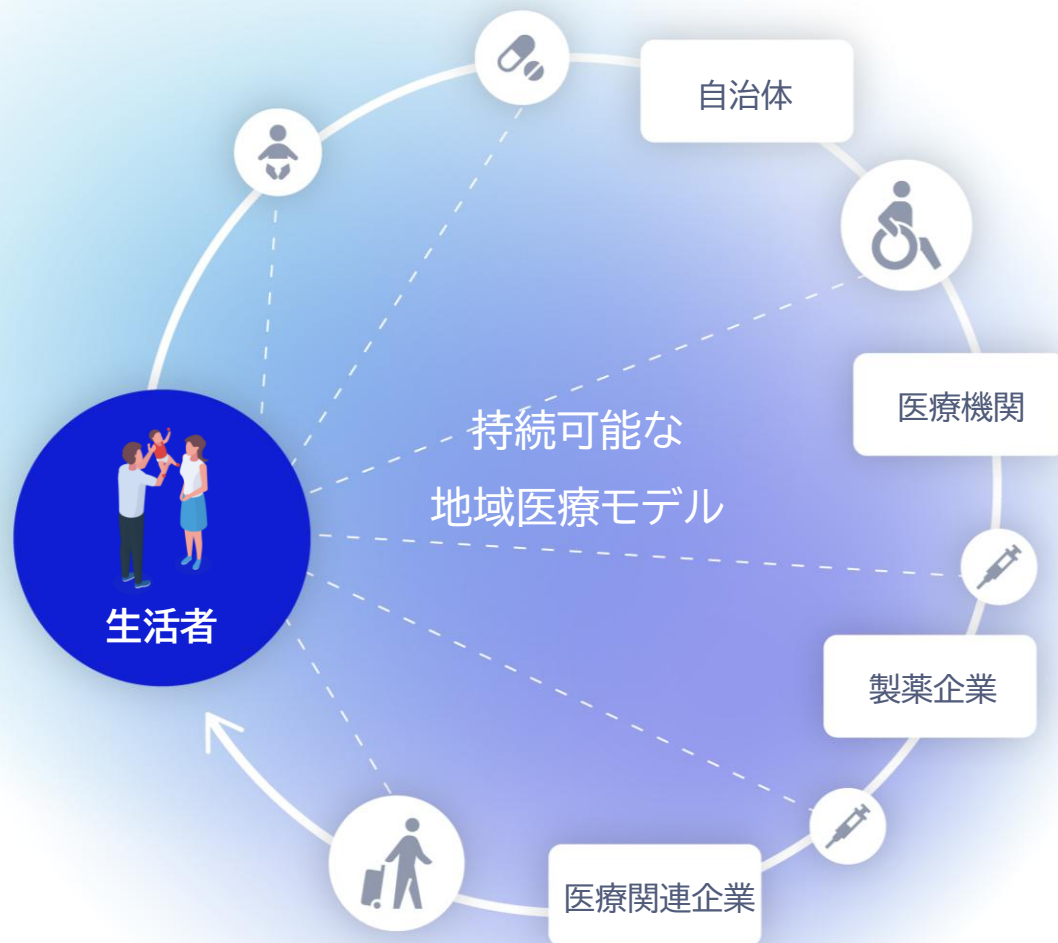 自治体
医療機関
持続可能な
地域医療モデル
生活者
製薬企業
医療関連企業